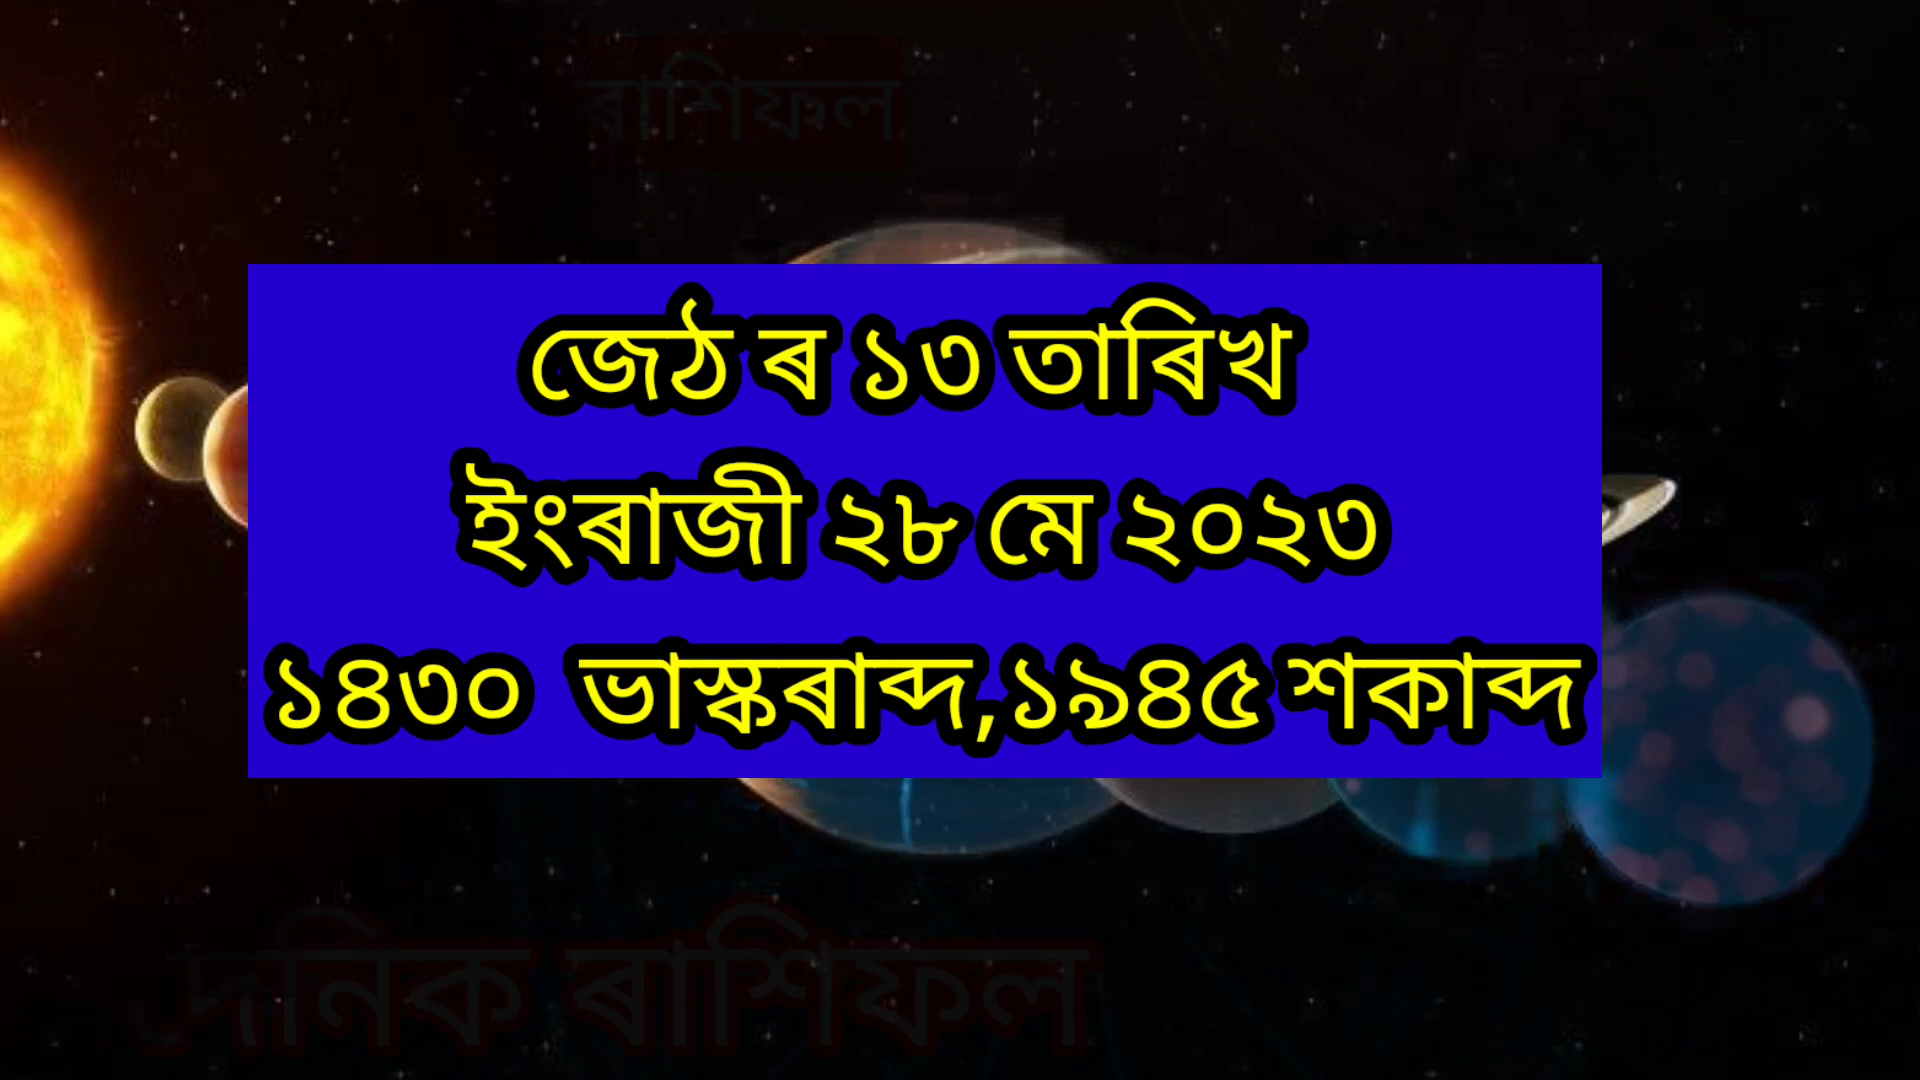 ৰাশিফল
জেঠ ৰ ১৩ তাৰিখ
ইংৰাজী ২৮ মে ২০২৩
১৪৩০ ভাস্কৰাব্দ,১৯৪৫ শকাব্দ
দৈনিক ৰাশিফল